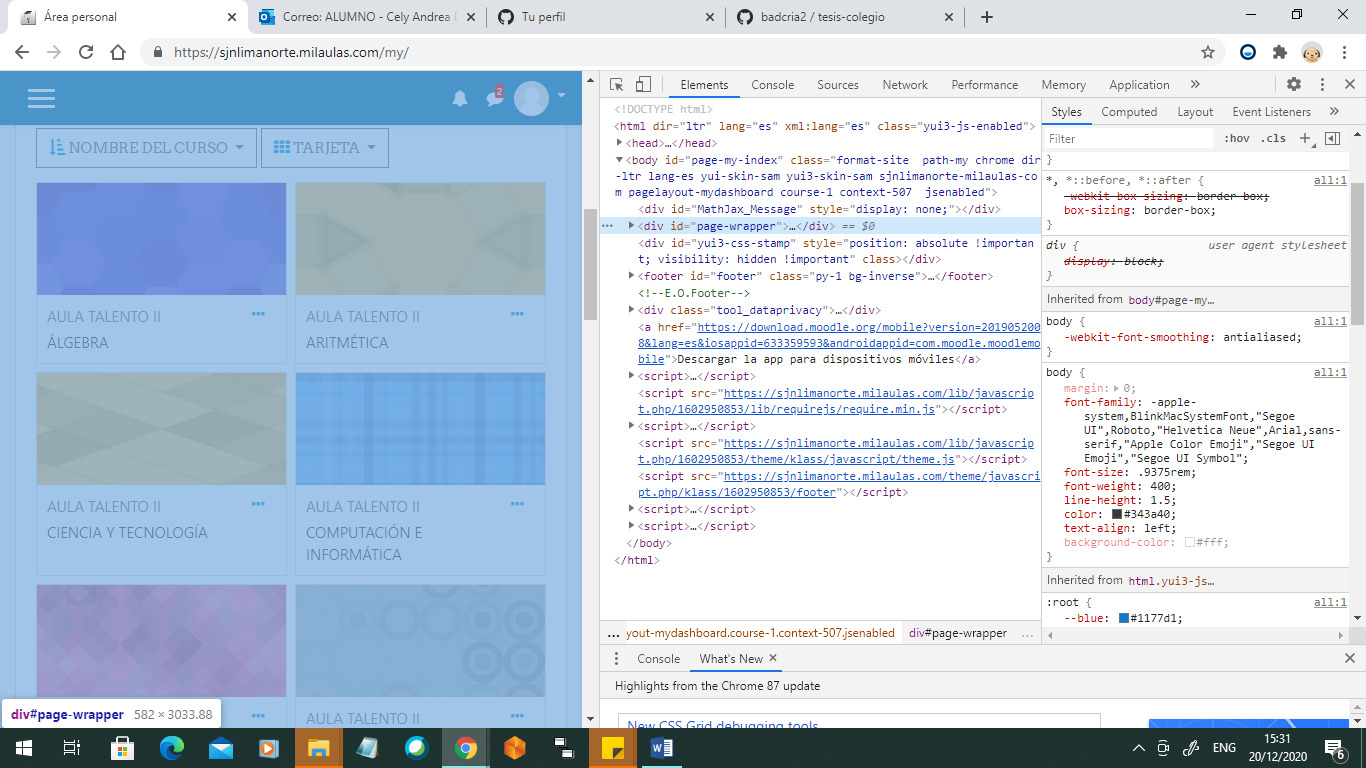 Área personal
Correo: ALUMNO - Cely Andrea
Tu perfil
badcria2 / tesis-colegio
https://sjnlimanorte.milaulas.com/my/
2
NOMBRE DEL CURSO
TARJETA
AULA TALENTO II
ÁLGEBRA
AULA TALENTO II
ARITMÉTICA
AULA TALENTO II
CIENCIA Y TECNOLOGÍA
AULA TALENTO II
COMPUTACIÓN E
INFORMÁTICA
AULA TALENTO II
div#page-wrapper 582 × 3033.88
Elements Console Sources Network Performance Memory Application »
<!DOCTYPE html>
<html dir="ltr" lang="es" xml:lang="es" class="yui3-js-enabled">
<head>…</head>
<body id="page-my-index" class="format-site  path-my chrome dir
-ltr lang-es yui-skin-sam yui3-skin-sam sjnlimanorte-milaulas-co
m pagelayout-mydashboard course-1 context-507  jsenabled">
<div id="MathJax_Message" style="display: none;"></div>
<div id="page-wrapper">…</div> == $0
<div id="yui3-css-stamp" style="position: absolute !importan
t; visibility: hidden !important" class></div>
<footer id="footer" class="py-1 bg-inverse">…</footer>
<!--E.O.Footer-->
<div class="tool_dataprivacy">…</div>
<a href="https://download.moodle.org/mobile?version=201905200
8&lang=es&iosappid=633359593&androidappid=com.moodle.moodlemo
bile">Descargar la app para dispositivos móviles</a>
<script>…</script>
<script src="https://sjnlimanorte.milaulas.com/lib/javascrip
t.php/1602950853/lib/requirejs/require.min.js"></script>
<script>…</script>
<script src="https://sjnlimanorte.milaulas.com/lib/javascrip
t.php/1602950853/theme/klass/javascript/theme.js"></script>
<script src="https://sjnlimanorte.milaulas.com/theme/javascri
pt.php/klass/1602950853/footer"></script>
<script>…</script>
<script>…</script>
</body>
</html>
... yout-mydashboard.course-1.context-507.jsenabled div#page-wrapper ...
Styles Computed Layout Event Listeners »
Filter :hov .cls +
}
*, *::before, *::after { all:1
-webkit-box-sizing: border-box;
box-sizing: border-box;
}
div { user agent stylesheet
display: block;
}
Inherited from body#page-my…
body { all:1
-webkit-font-smoothing: antialiased;
}
body { all:1
margin: 0;
font-family: -apple-
system,BlinkMacSystemFont,"Segoe
UI",Roboto,"Helvetica Neue",Arial,sans-
serif,"Apple Color Emoji","Segoe UI
Emoji","Segoe UI Symbol";
font-size: .9375rem;
font-weight: 400;
line-height: 1.5;
color: #343a40;
text-align: left;
background-color: #fff;
}
Inherited from html.yui3-js…
:root { all:1
--blue: #1177d1;
Console What's New
Highlights from the Chrome 87 update
New CSS Grid debugging tools
ENG
15:31
20/12/2020
6